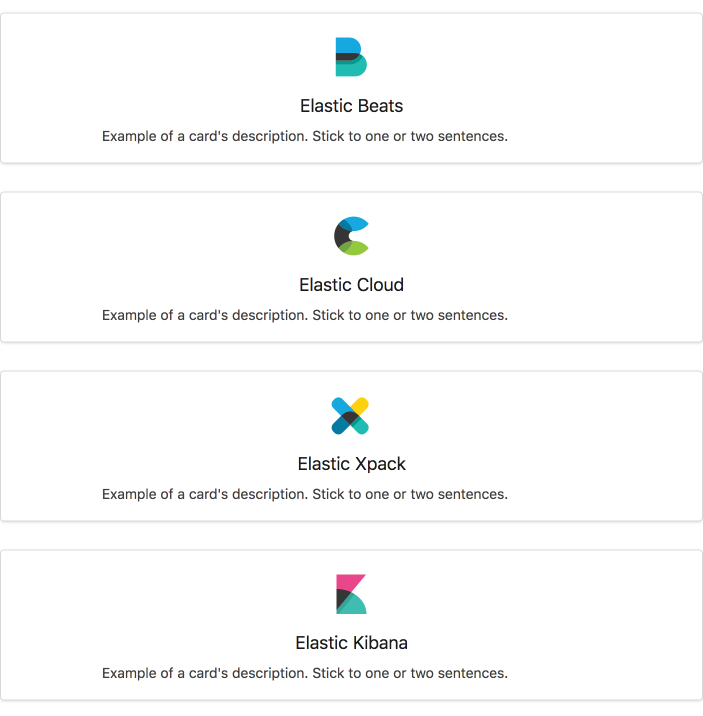 Elastic Beats
Example of a card's description. Stick to one or two sentences.
Elastic Cloud
Example of a card's description. Stick to one or two sentences.
Elastic Xpack
Example of a card's description. Stick to one or two sentences.
Elastic Kibana
Example of a card's description. Stick to one or two sentences.